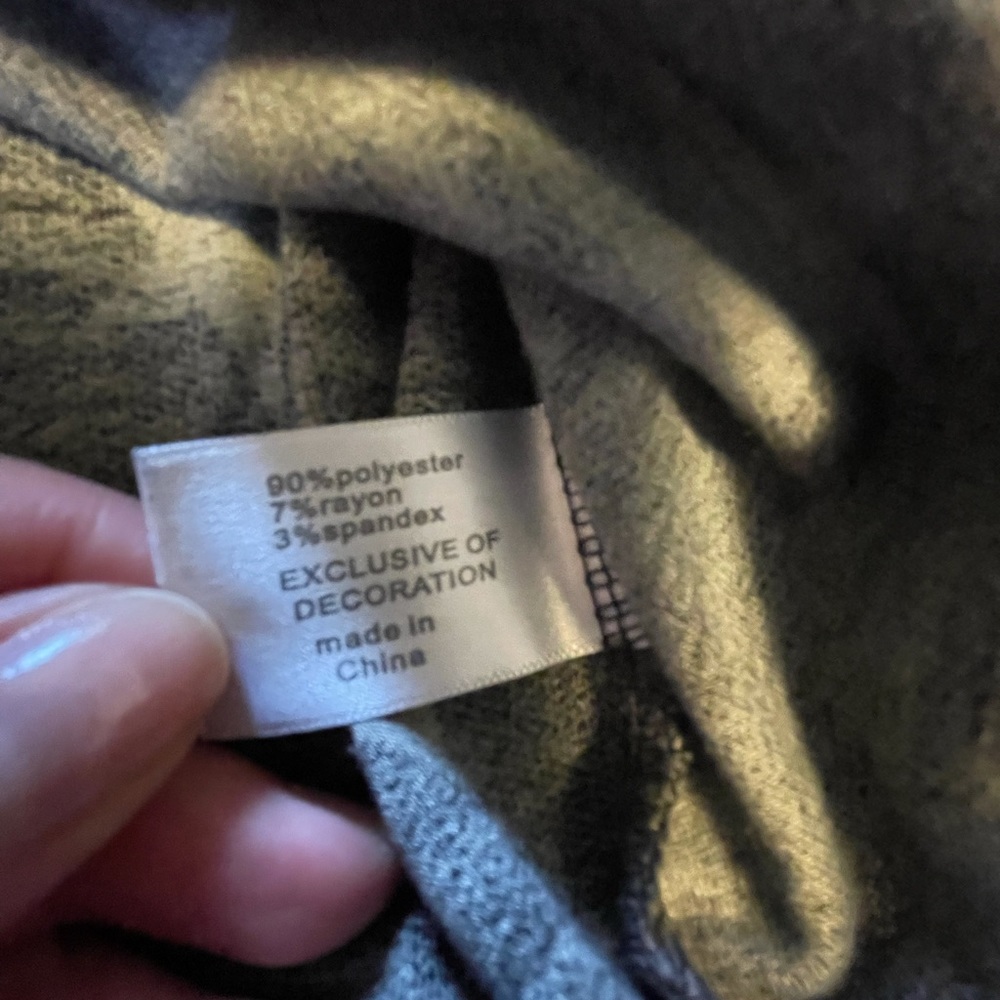 90%polyester
7%rayon
3%spandex
EXCLUSIVE OF
DECORATION
made in
China